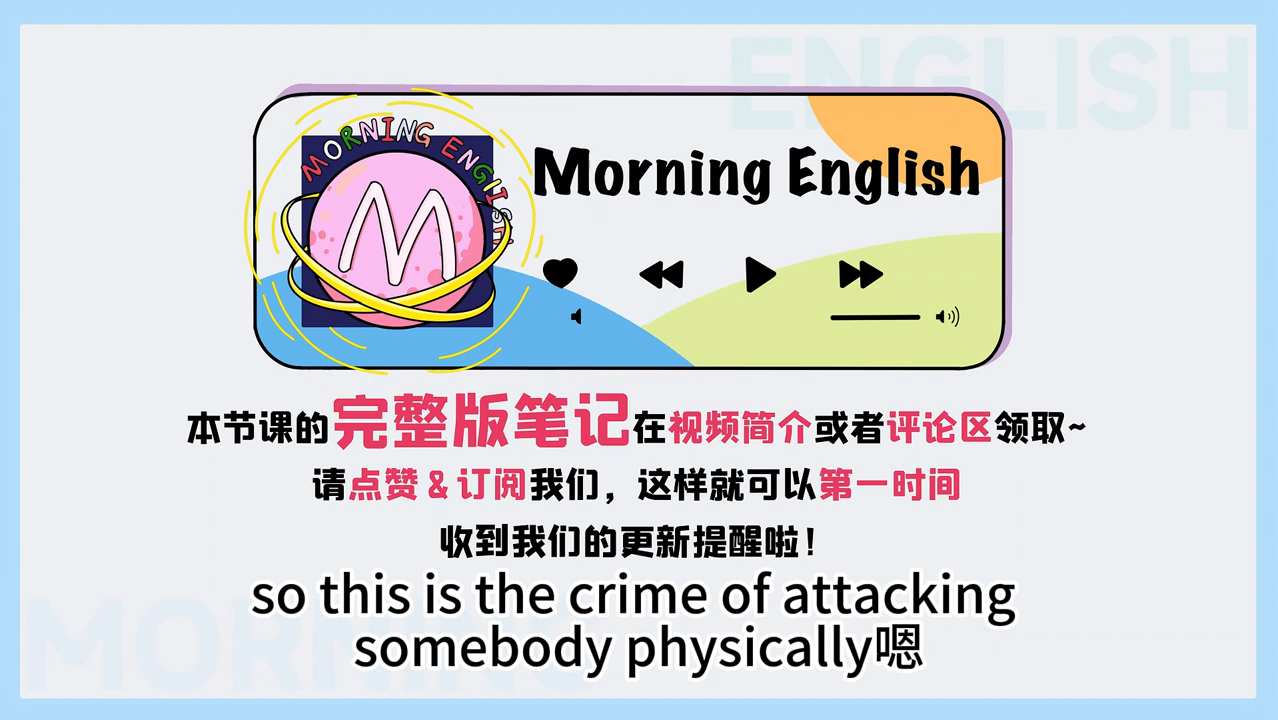 ENGLISH
MORNING ENGLISH
M
Morning English
本节课的完整版笔记在视频简介或者评论区领取~
请点赞&订阅我们，这样就可以第一时间
收到我们的更新提醒啦！
so this is the crime of attacking
somebody physically嗯
MORNING